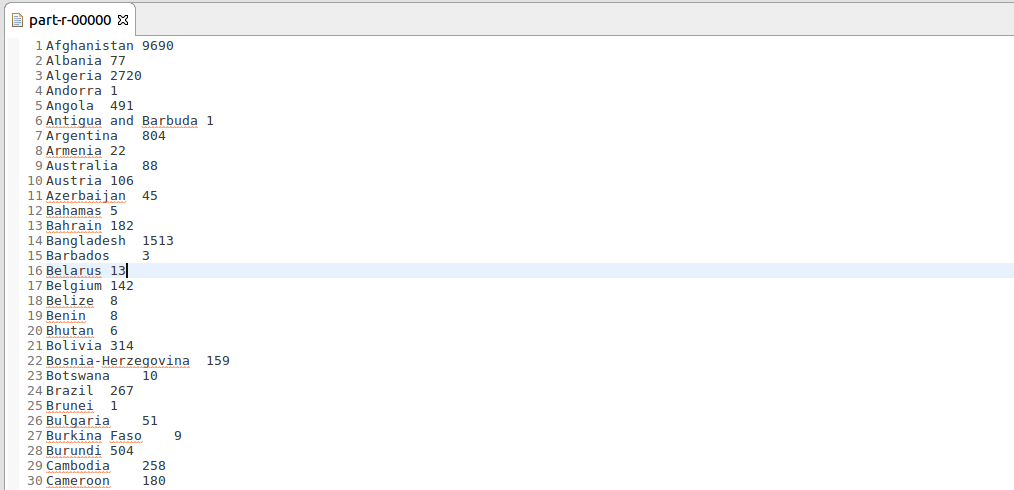 part-r-00000
1 Afghanistan 9690
2 Albania 77
3 Algeria 2720
4 Andorra 1
5 Angola 491
6 Antigua and Barbuda 1
7 Argentina 804
8 Armenia 22
9 Australia 88
10 Austria 106
11 Azerbaijan 45
12 Bahamas 5
13 Bahrain 182
14 Bangladesh 1513
15 Barbados 3
16 Belarus 13
17 Belgium 142
18 Belize 8
19 Benin 8
20 Bhutan 6
21 Bolivia 314
22 Bosnia-Herzegovina 159
23 Botswana 10
24 Brazil 267
25 Brunei 1
26 Bulgaria 51
27 Burkina Faso 9
28 Burundi 504
29 Cambodia 258
30 Cameroon 180